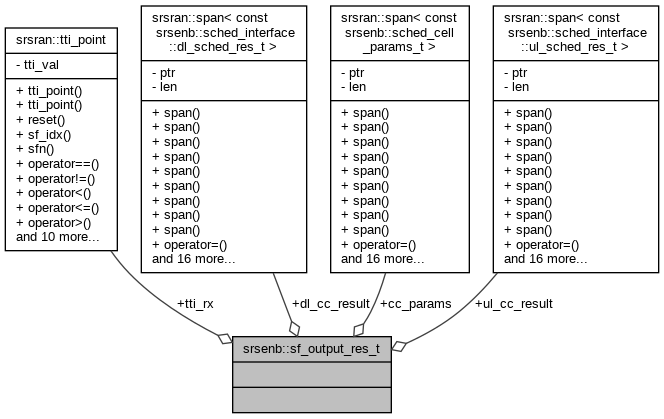 srsran::tti_point
- tti_val
+ tti_point()
+ tti_point()
+ reset()
+ sf_idx()
+ sfn()
+ operator==()
+ operator!=()
+ operator<()
+ operator<=()
+ operator>()
and 10 more...
srsran::span< const
srsenb::sched_interface
::dl_sched_res_t >
- ptr
- len
+ span()
+ span()
+ span()
+ span()
+ span()
+ span()
+ span()
+ span()
+ span()
+ operator=()
and 16 more...
srsran::span< const
srsenb::sched_cell
_params_t >
- ptr
- len
+ span()
+ span()
+ span()
+ span()
+ span()
+ span()
+ span()
+ span()
+ span()
+ operator=()
and 16 more...
srsran::span< const
srsenb::sched_interface
::ul_sched_res_t >
- ptr
- len
+ span()
+ span()
+ span()
+ span()
+ span()
+ span()
+ span()
+ span()
+ span()
+ operator=()
and 16 more...
+tti_rx
+dl_cc_result
+cc_params
+ul_cc_result
srsenb::sf_output_res_t